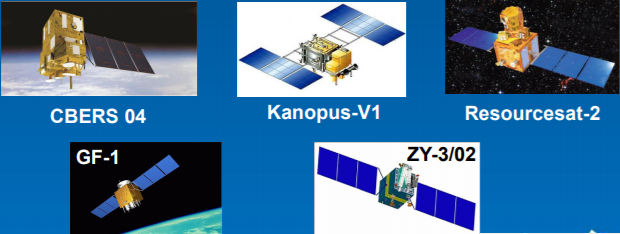 CBERS 04
Kanopus-V1
Resourcesat-2
GF-1
ZY-3/02